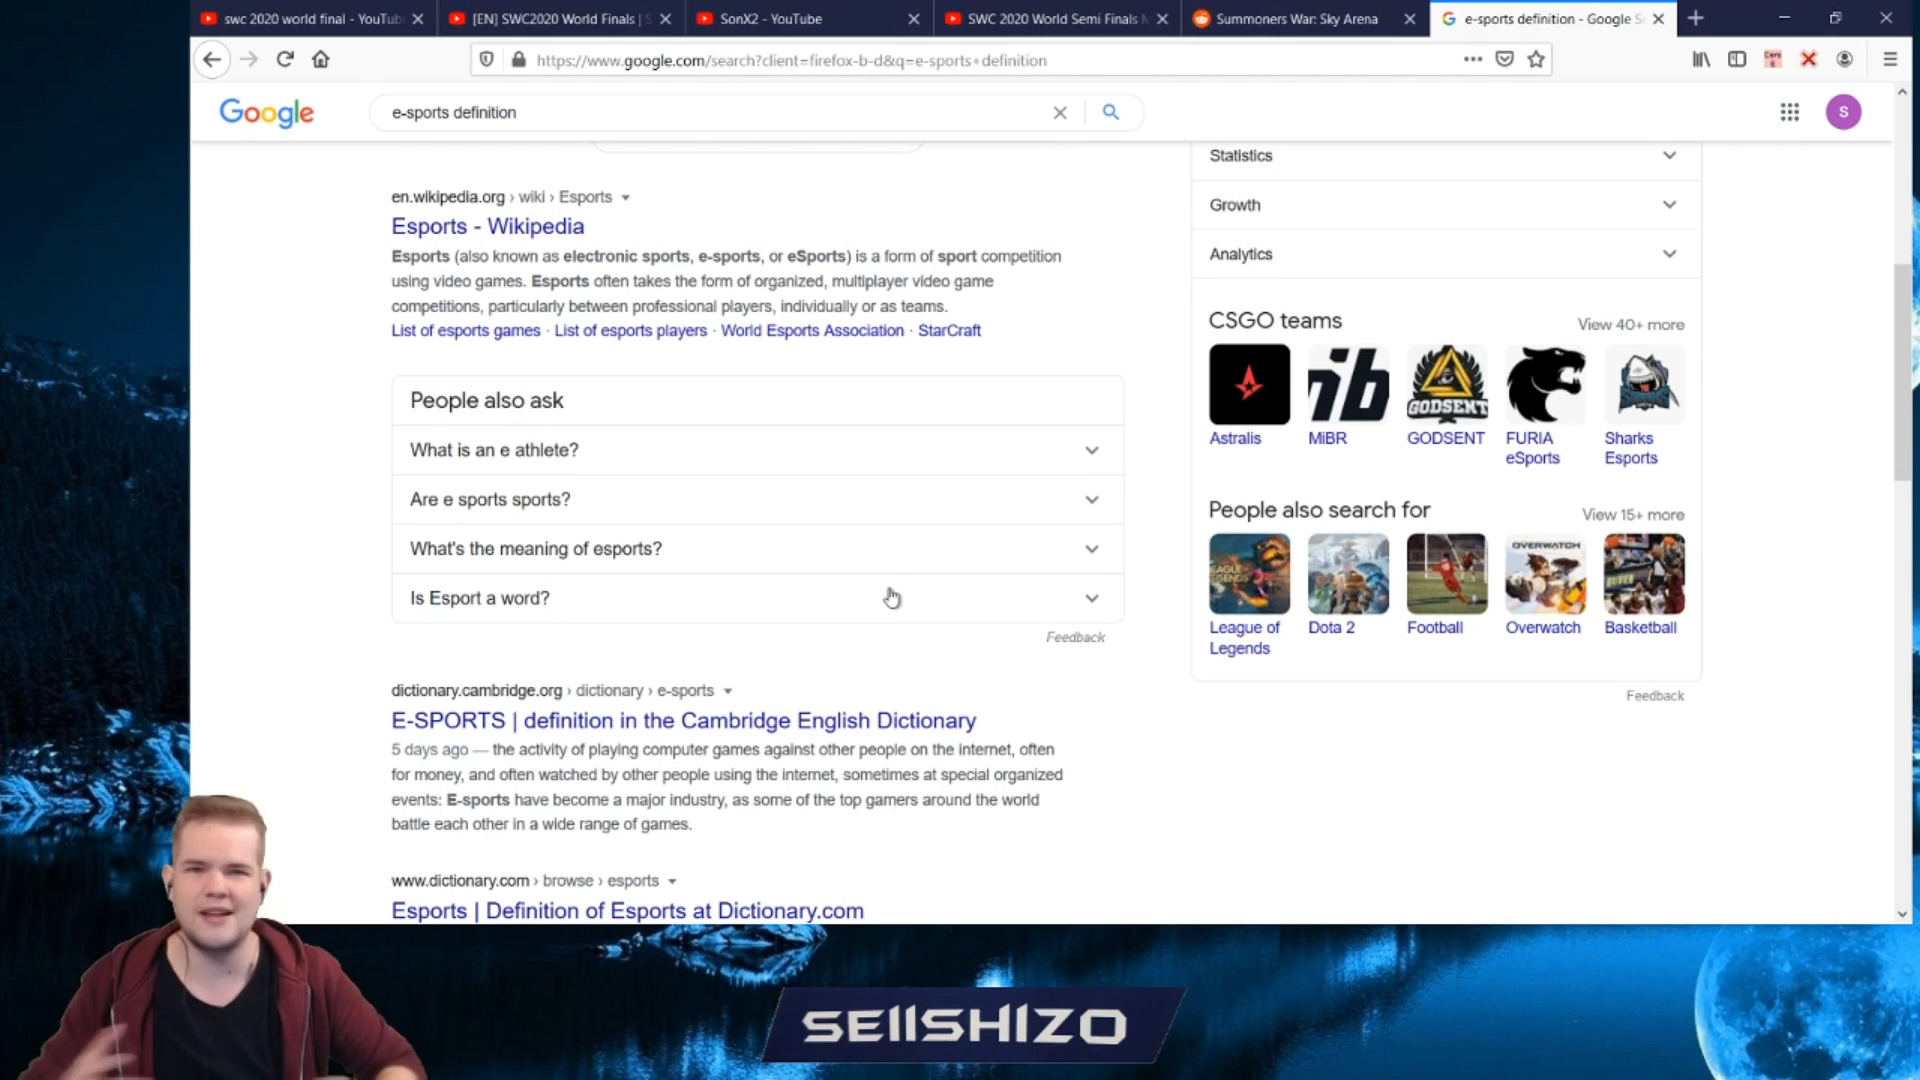 swc 2020 world final - YouTub
[EN] SWC2020 World Finals | S
SonX2 - YouTube
SWC 2020 World Semi Finals M
Summoners War: Sky Arena
e-sports definition - Google Se
https://www.google.com/search?client=firefox-b-d&q=e-sports+definition
Google
e-sports definition
S
en.wikipedia.org › wiki › Esports
Esports - Wikipedia
Esports (also known as electronic sports, e-sports, or eSports) is a form of sport competition
using video games. Esports often takes the form of organized, multiplayer video game
competitions, particularly between professional players, individually or as teams.
List of esports games · List of esports players · World Esports Association · StarCraft
People also ask
What is an e athlete?
Are e sports sports?
What's the meaning of esports?
Is Esport a word?
Feedback
dictionary.cambridge.org › dictionary › e-sports
E-SPORTS | definition in the Cambridge English Dictionary
5 days ago — the activity of playing computer games against other people on the internet, often
for money, and often watched by other people using the internet, sometimes at special organized
events: E-sports have become a major industry, as some of the top gamers around the world
battle each other in a wide range of games.
www.dictionary.com › browse › esports
Esports | Definition of Esports at Dictionary.com
Statistics
Growth
Analytics
CSGO teams
View 40+ more
GODSENT
Astralis
MiBR
GODSENT
FURIA
eSports
Sharks
Esports
People also search for
View 15+ more
OVERWATCH
League of
Legends
Dota 2
Football
Overwatch
Basketball
Feedback
SEIISHIZO